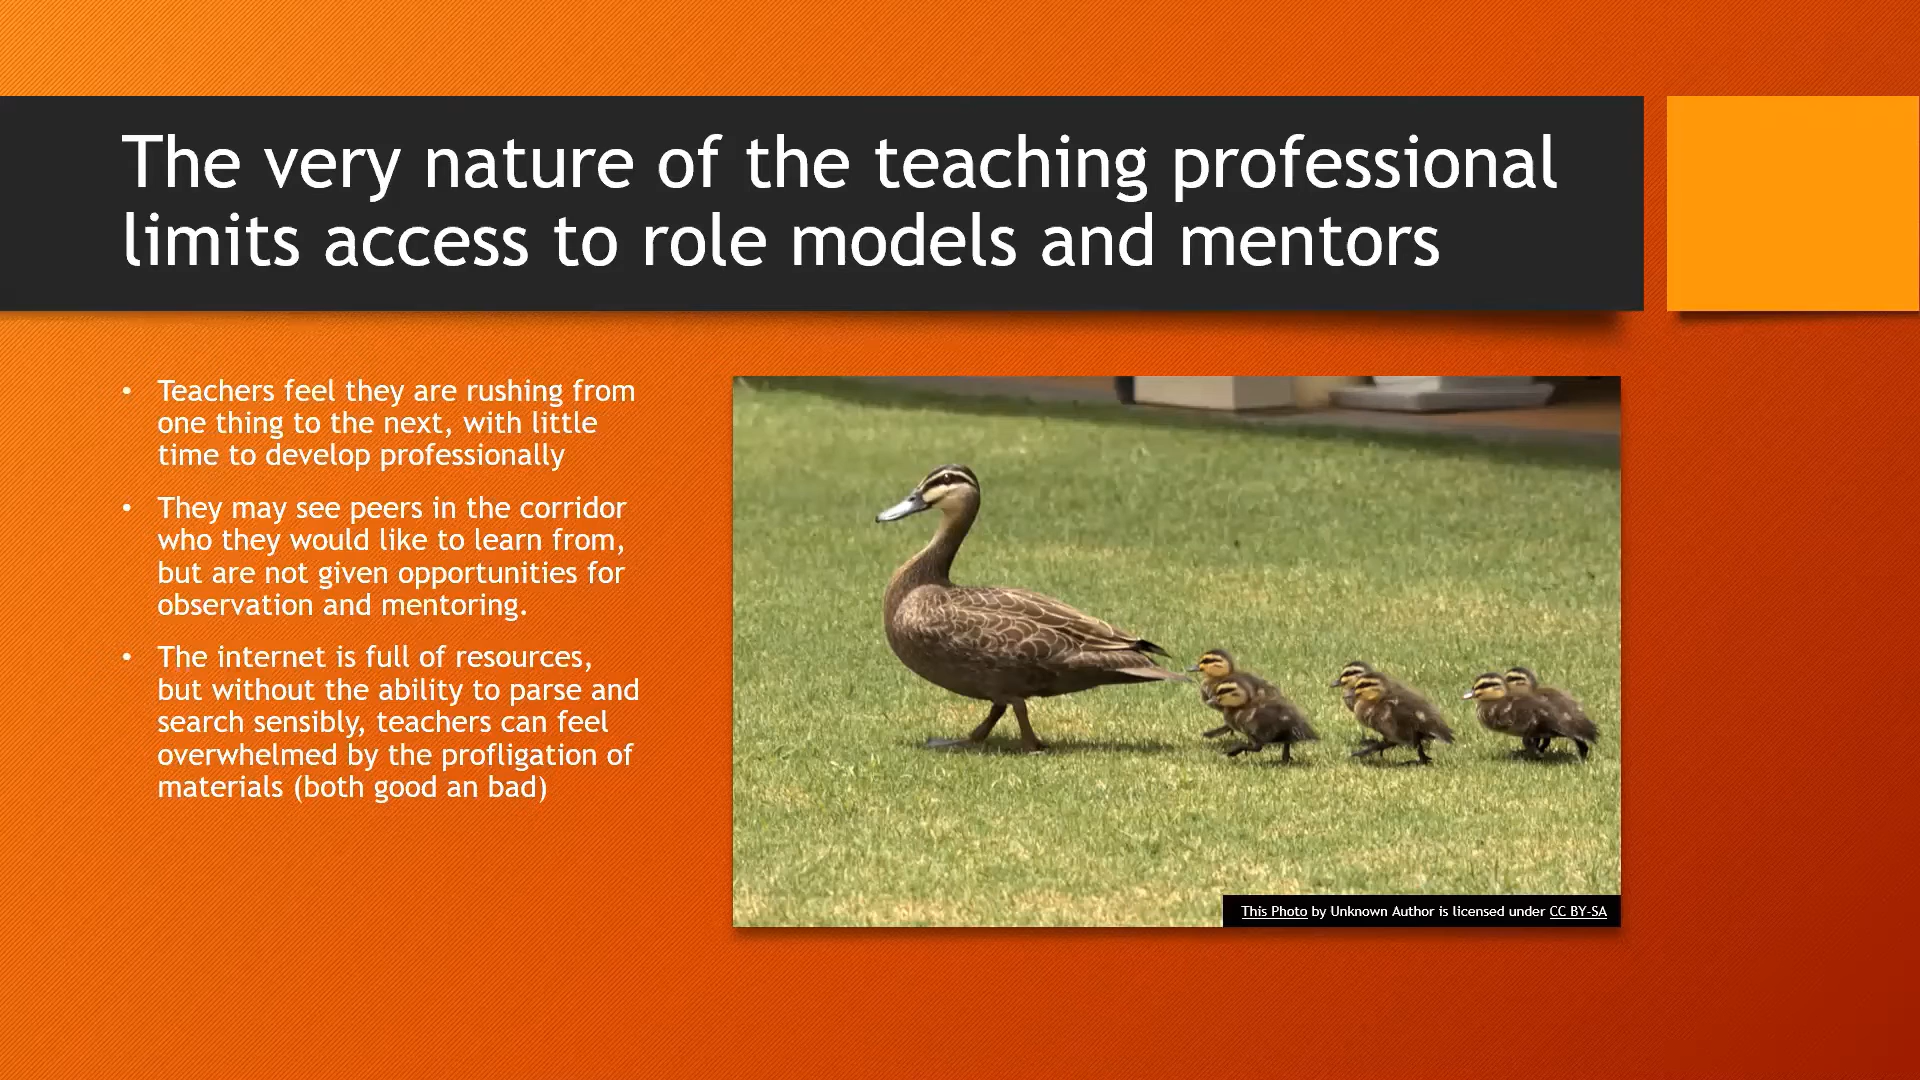 The very nature of the teaching professional
limits access to role models and mentors
• Teachers feel they are rushing from
one thing to the next, with little
time to develop professionally
• They may see peers in the corridor
who they would like to learn from,
but are not given opportunities for
observation and mentoring.
• The internet is full of resources,
but without the ability to parse and
search sensibly, teachers can feel
overwhelmed by the profligation of
materials (both good an bad)
This Photo by Unknown Author is licensed under CC BY-SA